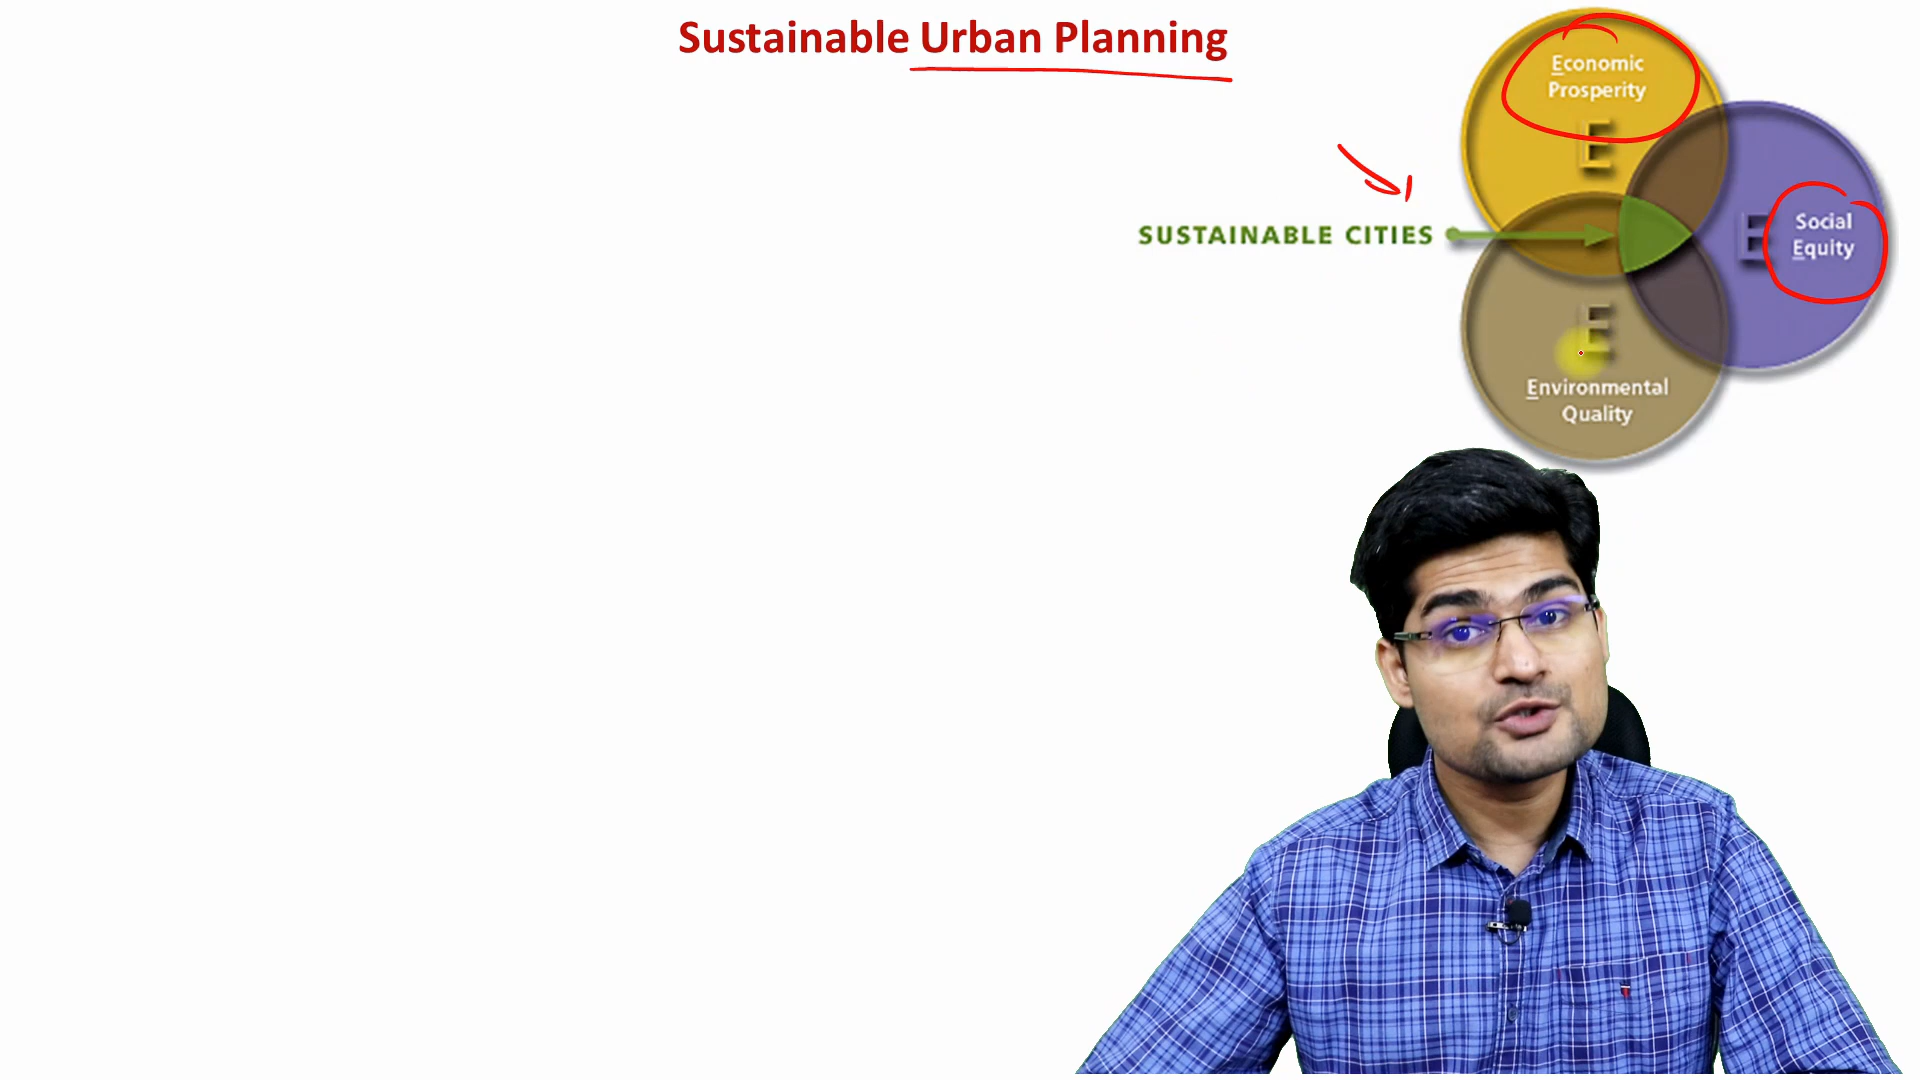 Sustainable Urban Planning
Economic
Prosperity
E
SUSTAINABLE CITIES
E
Social
Equity
E
Environmental
Quality